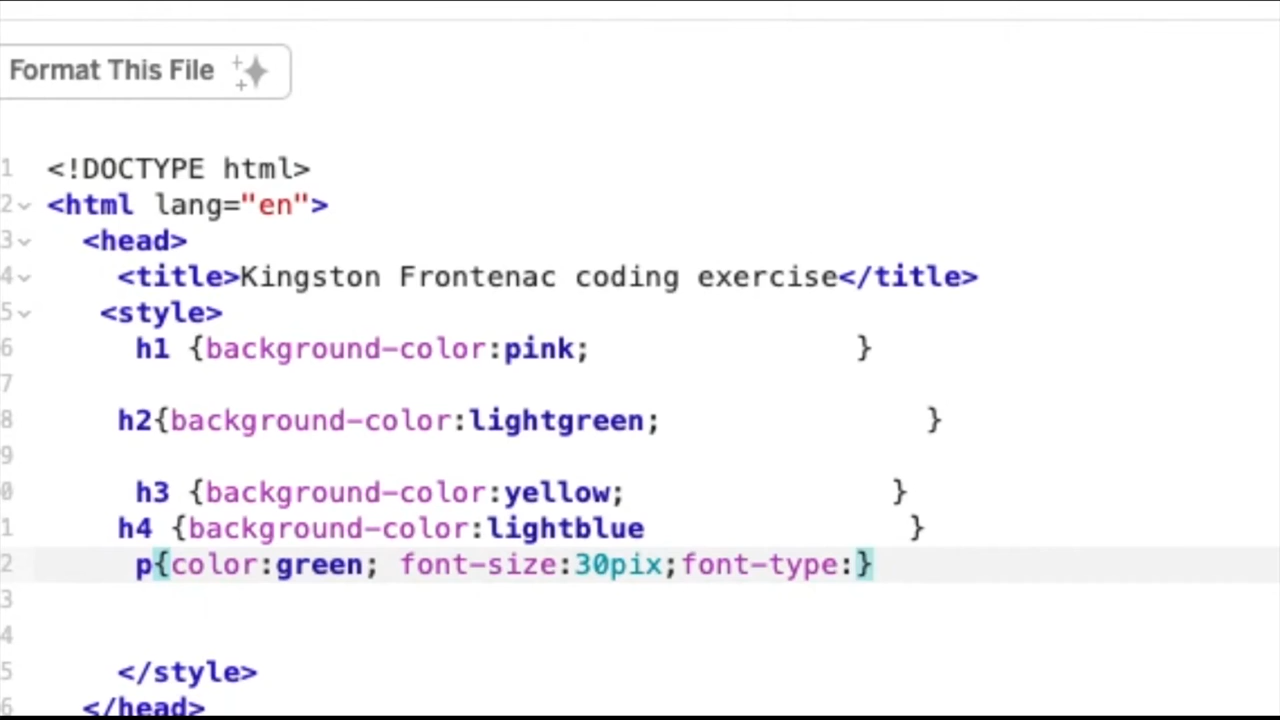 Format This File
1 <!DOCTYPE html>
2 <html lang="en">
3 <head>
4 <title>Kingston Frontenac coding exercise</title>
5 <style>
6 h1 {background-color:pink; }
7
8 h2{background-color:lightgreen; }
9
0 h3 {background-color:yellow; }
1 h4 {background-color:lightblue }
2 p{color:green; font-size:30pix;font-type:}
3
4
5 </style>
6 </head>